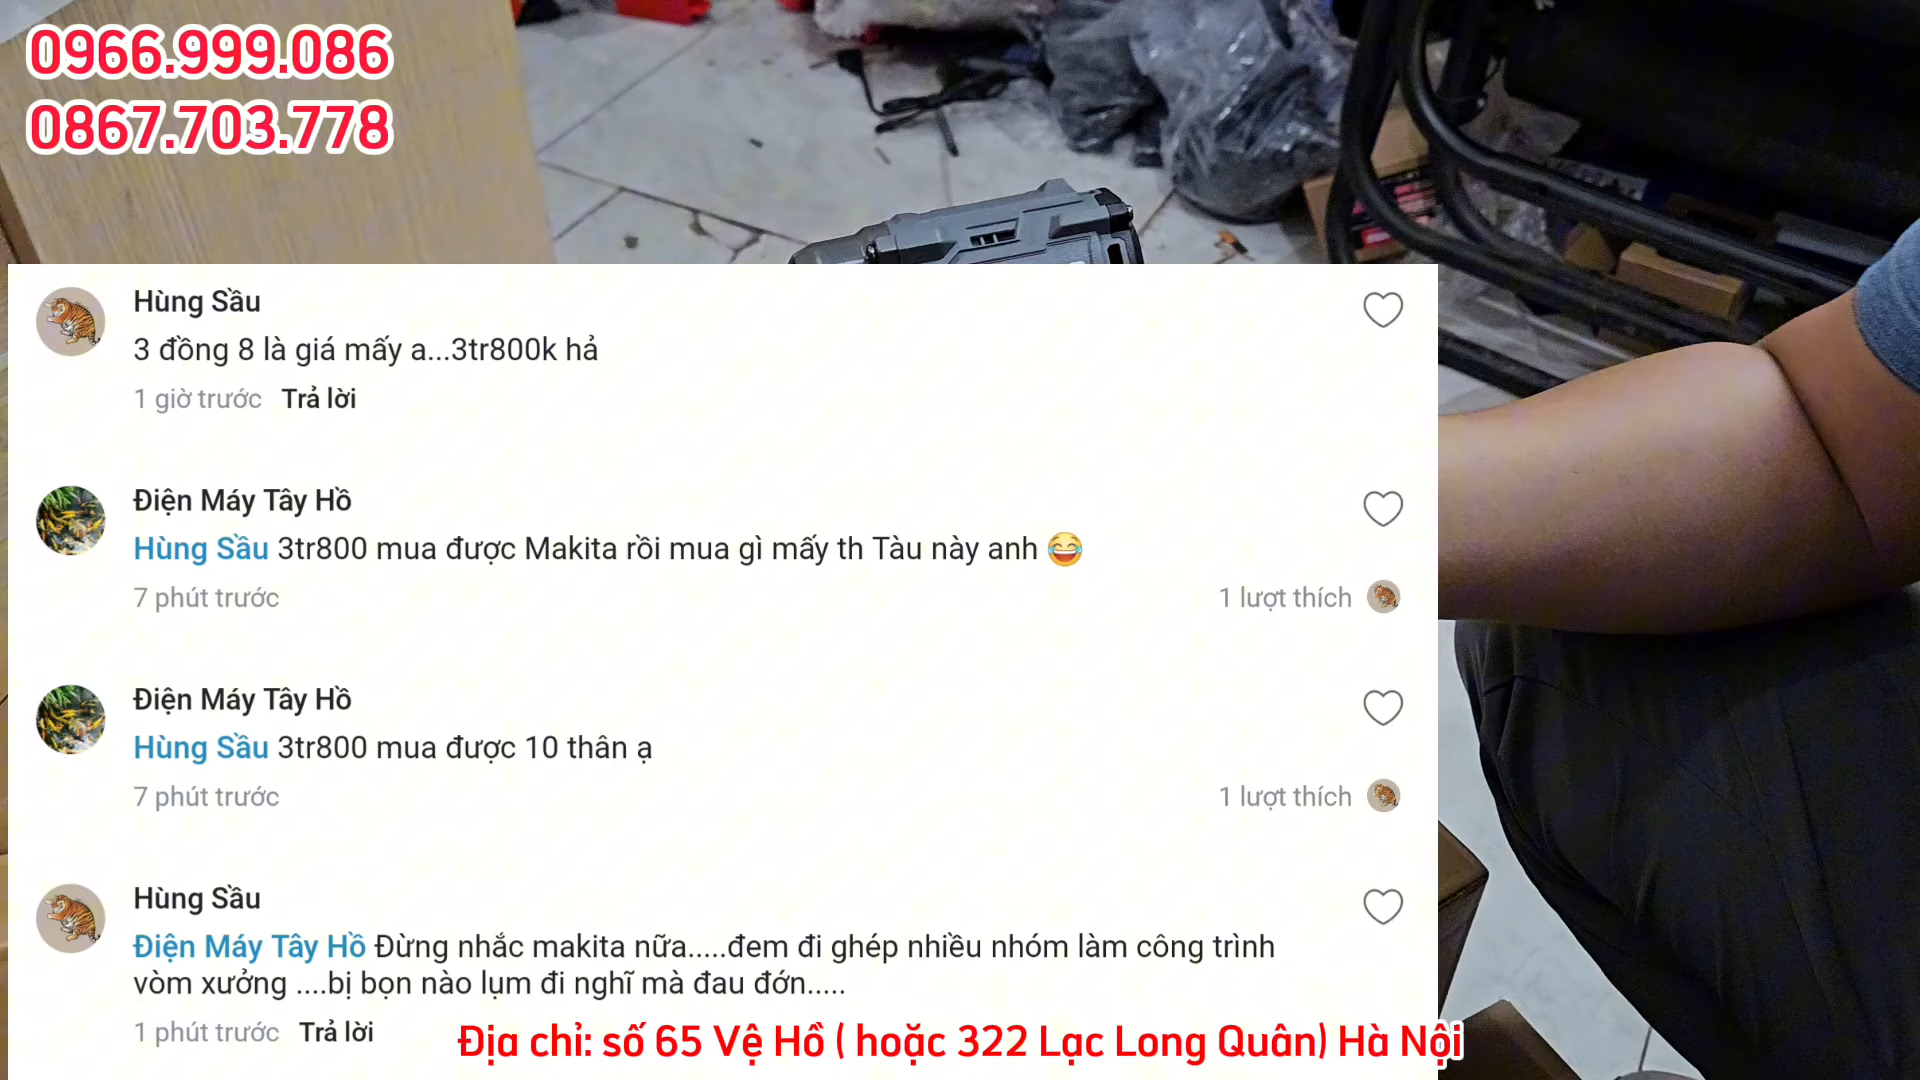 0966.999.086
0867.703.778
Hùng Sầu
3 đồng 8 là giá mấy a...3tr800k hả
1 giờ trước Trả lời
Điện Máy Tây Hồ
Hùng Sầu 3tr800 mua được Makita rồi mua gì mấy th Tàu này anh 😂
7 phút trước
1 lượt thích
Điện Máy Tây Hồ
Hùng Sầu 3tr800 mua được 10 thân ạ
7 phút trước
1 lượt thích
Hùng Sầu
Điện Máy Tây Hồ Đừng nhắc makita nữa.....đem đi ghép nhiều nhóm làm công trình
vòm xưởng ....bị bọn nào lụm đi nghĩ mà đau đớn.....
1 phút trước Trả lời
Địa chỉ: số 65 Vệ Hồ ( hoặc 322 Lạc Long Quân) Hà Nội